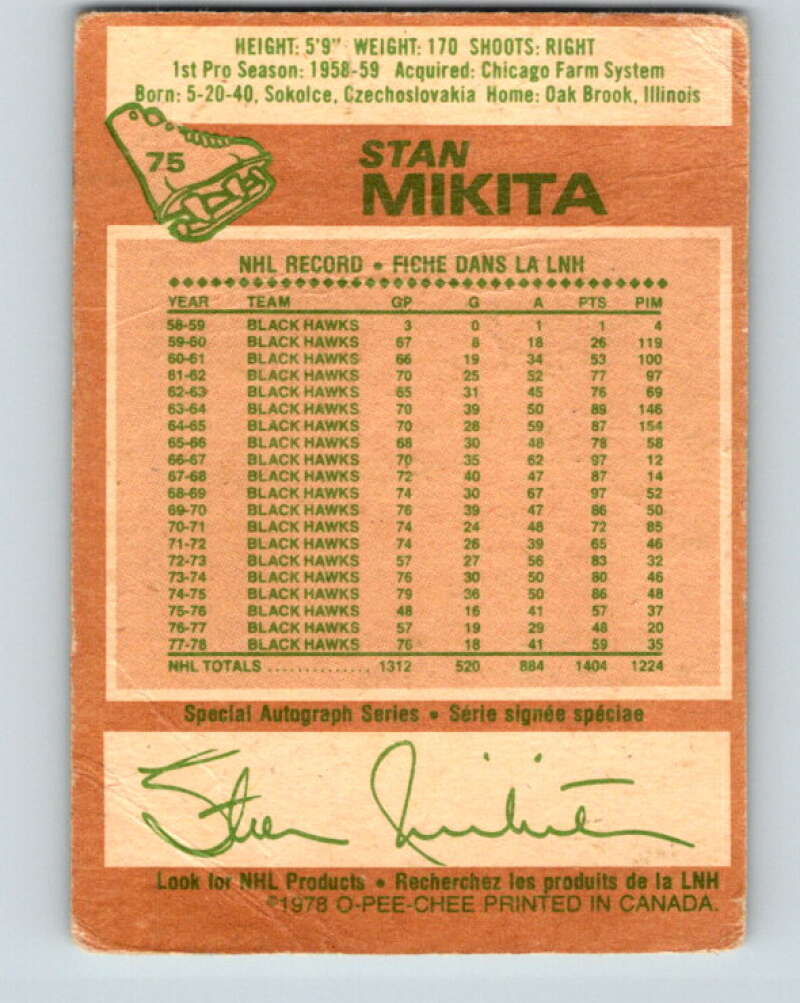 HEIGHT: 5'9" WEIGHT: 170 SHOOTS: RIGHT
1st Pro Season: 1958-59 Acquired: Chicago Farm System
Born: 5-20-40, Sokolce, Czechoslovakia Home: Oak Brook, Illinois
75
STAN
MIKITA
NHL RECORD • FICHE DANS LA LNH
YEAR TEAM GP G A PTS PIM
58-59 BLACK HAWKS 3 0 1 1 4
59-60 BLACK HAWKS 67 8 18 26 119
60-61 BLACK HAWKS 66 19 34 53 100
61-62 BLACK HAWKS 70 25 52 77 97
62-63 BLACK HAWKS 65 31 45 76 69
63-64 BLACK HAWKS 70 39 50 89 146
64-65 BLACK HAWKS 70 28 59 87 154
65-66 BLACK HAWKS 68 30 48 78 58
66-67 BLACK HAWKS 70 35 62 97 12
67-68 BLACK HAWKS 72 40 47 87 14
68-69 BLACK HAWKS 74 30 67 97 52
69-70 BLACK HAWKS 76 39 47 86 50
70-71 BLACK HAWKS 74 24 48 72 85
71-72 BLACK HAWKS 74 26 39 65 46
72-73 BLACK HAWKS 57 27 56 83 32
73-74 BLACK HAWKS 76 30 50 80 46
74-75 BLACK HAWKS 79 36 50 86 48
75-76 BLACK HAWKS 48 16 41 57 37
76-77 BLACK HAWKS 57 19 29 48 20
77-78 BLACK HAWKS 76 18 41 59 35
NHL TOTALS .............. 1312 520 884 1404 1224
Special Autograph Series • Série signée spéciae
Stan Mikita
Look for NHL Products • Recherchez les produits de la LNH
©1978 O-PEE-CHEE PRINTED IN CANADA.